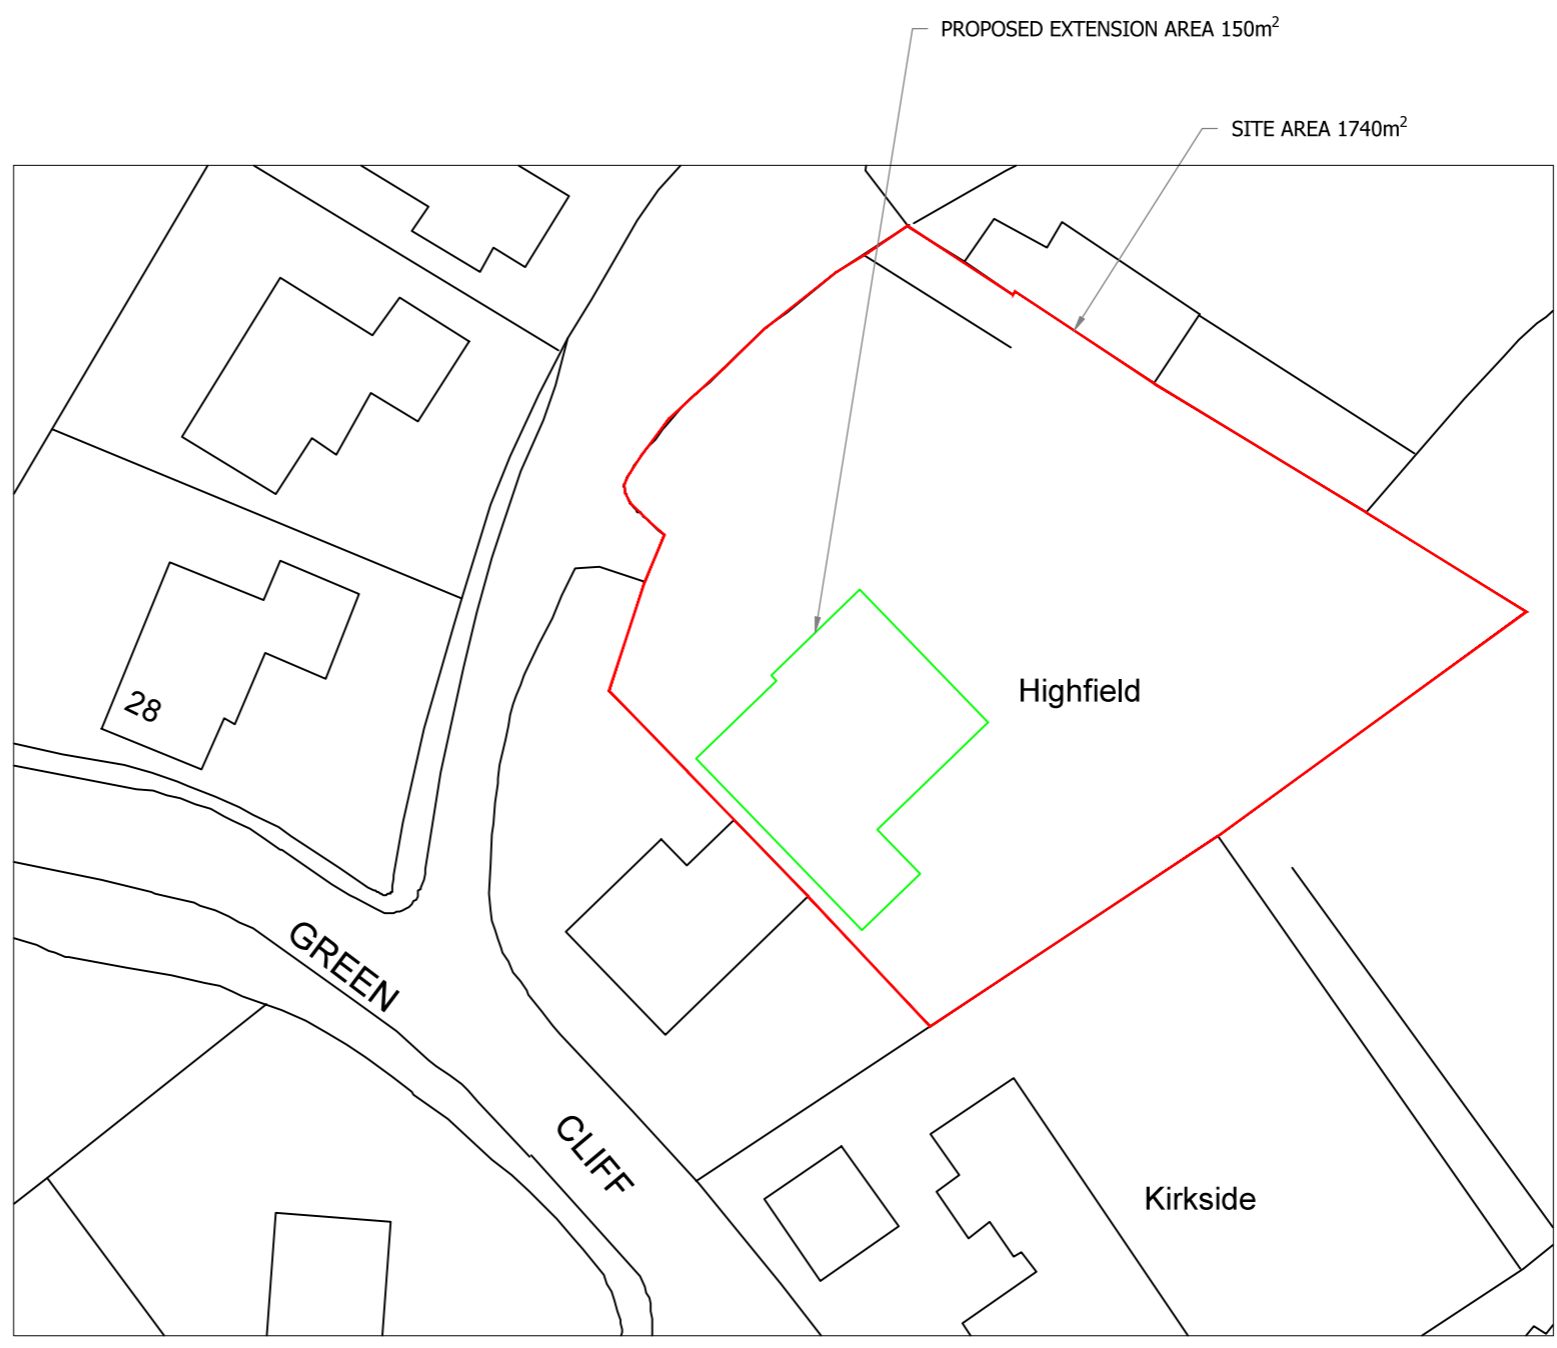 PROPOSED EXTENSION AREA 150m²
SITE AREA 1740m²
Highfield
28
GREEN
CLIFF
Kirkside